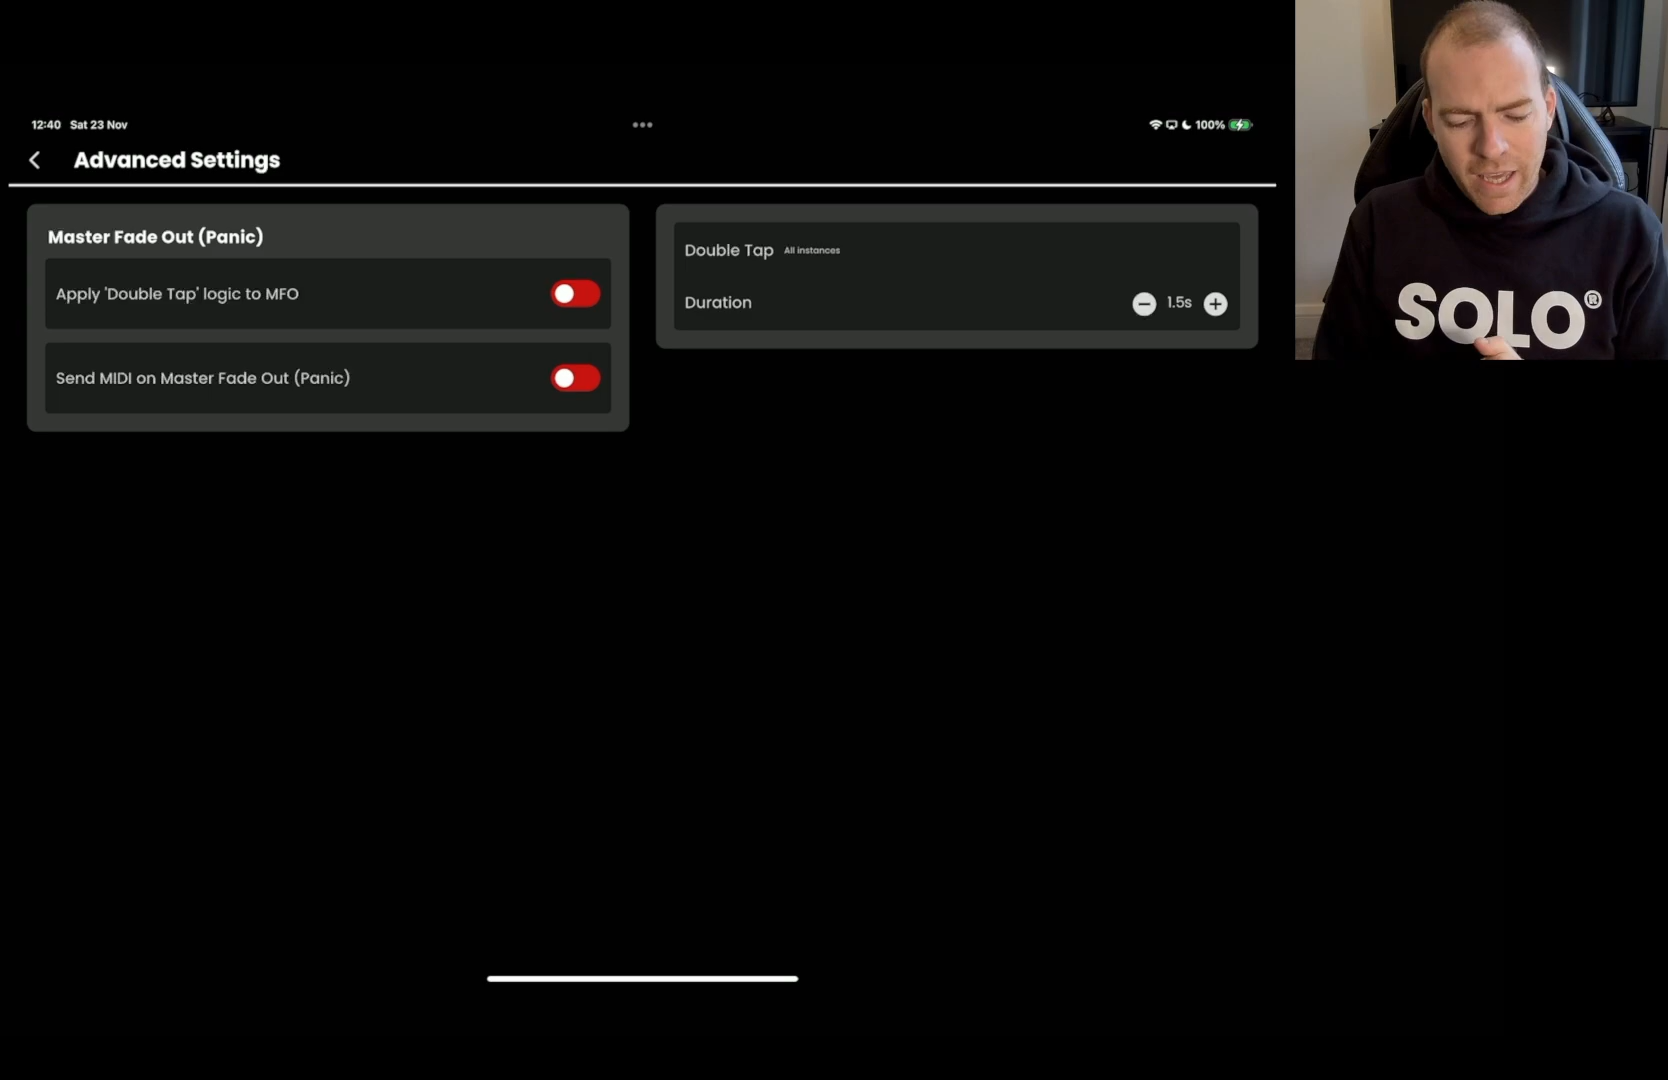 12:40 Sat 23 Nov
100%
Advanced Settings
Master Fade Out (Panic)
Apply 'Double Tap' logic to MFO
Send MIDI on Master Fade Out (Panic)
Double Tap All instances
Duration
1.5s
SOLO®